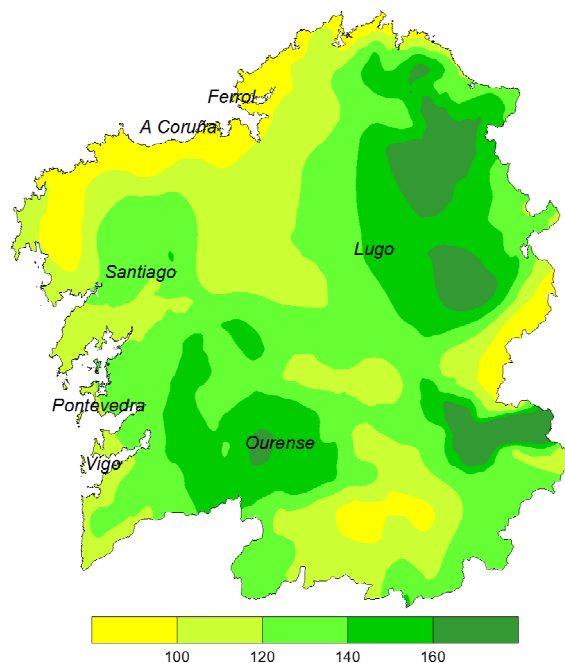 Ferrol
A Coruña
Lugo
Santiago
Pontevedra
Ourense
Vigo
100 120 140 160